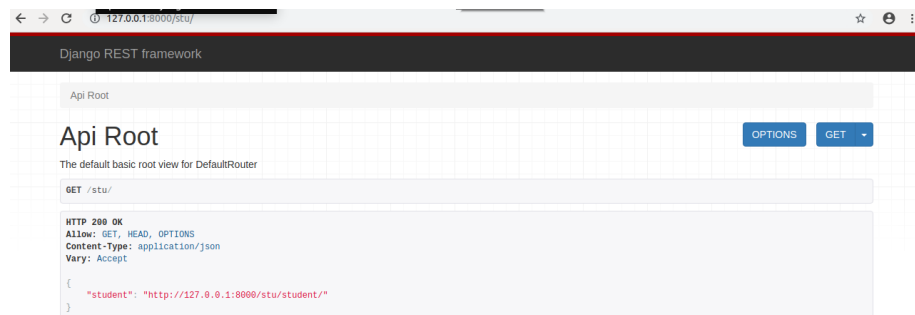 127.0.0.1:8000/stu/
Django REST framework
Api Root
Api Root
OPTIONS
GET
The default basic root view for DefaultRouter
GET /stu/
HTTP 200 OK
Allow: GET, HEAD, OPTIONS
Content-Type: application/json
Vary: Accept
{
"student": "http://127.0.0.1:8000/stu/student/"
}